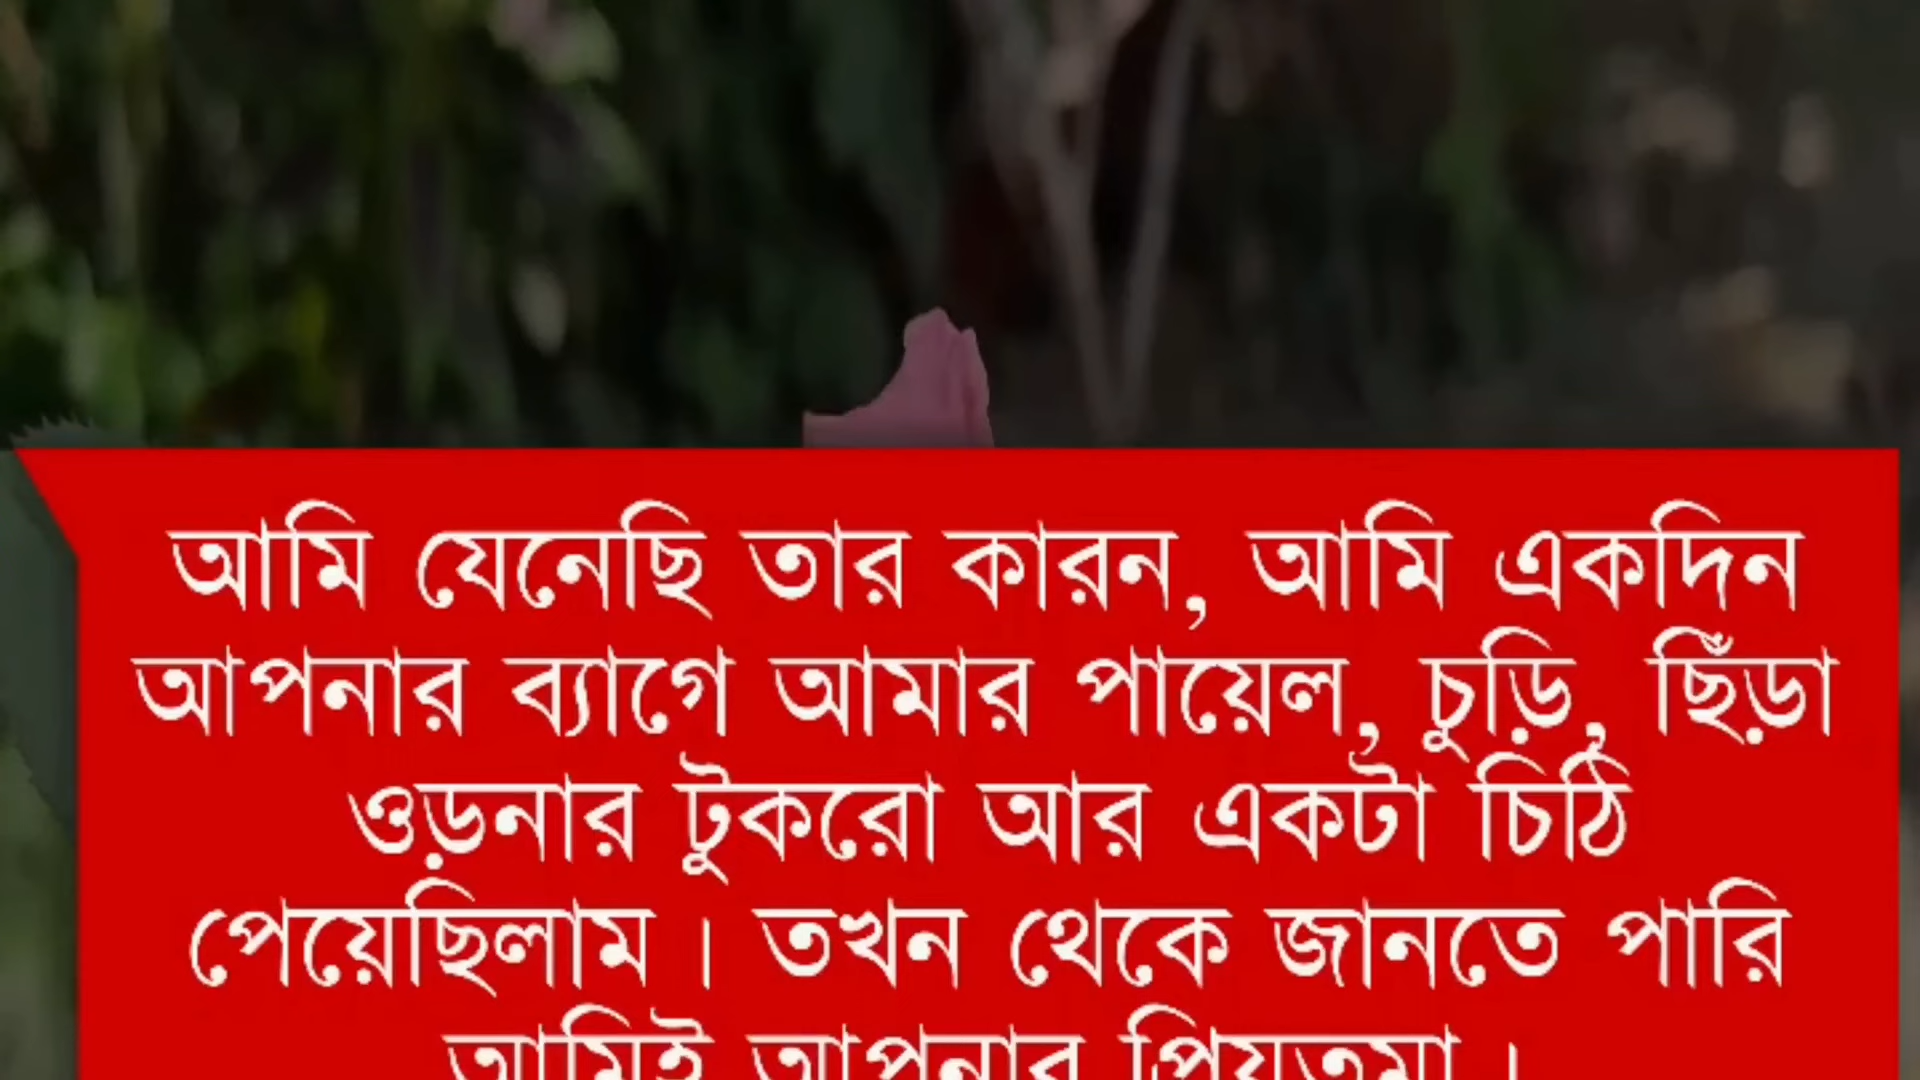 আমি যেনেছি তার কারন, আমি একদিন
আপনার ব্যাগে আমার পায়েল, চুড়ি, ছিঁড়া
ওড়নার টুকরো আর একটা চিঠি
পেয়েছিলাম। তখন থেকে জানতে পারি
আমিই আপনার প্রিয়তমা।